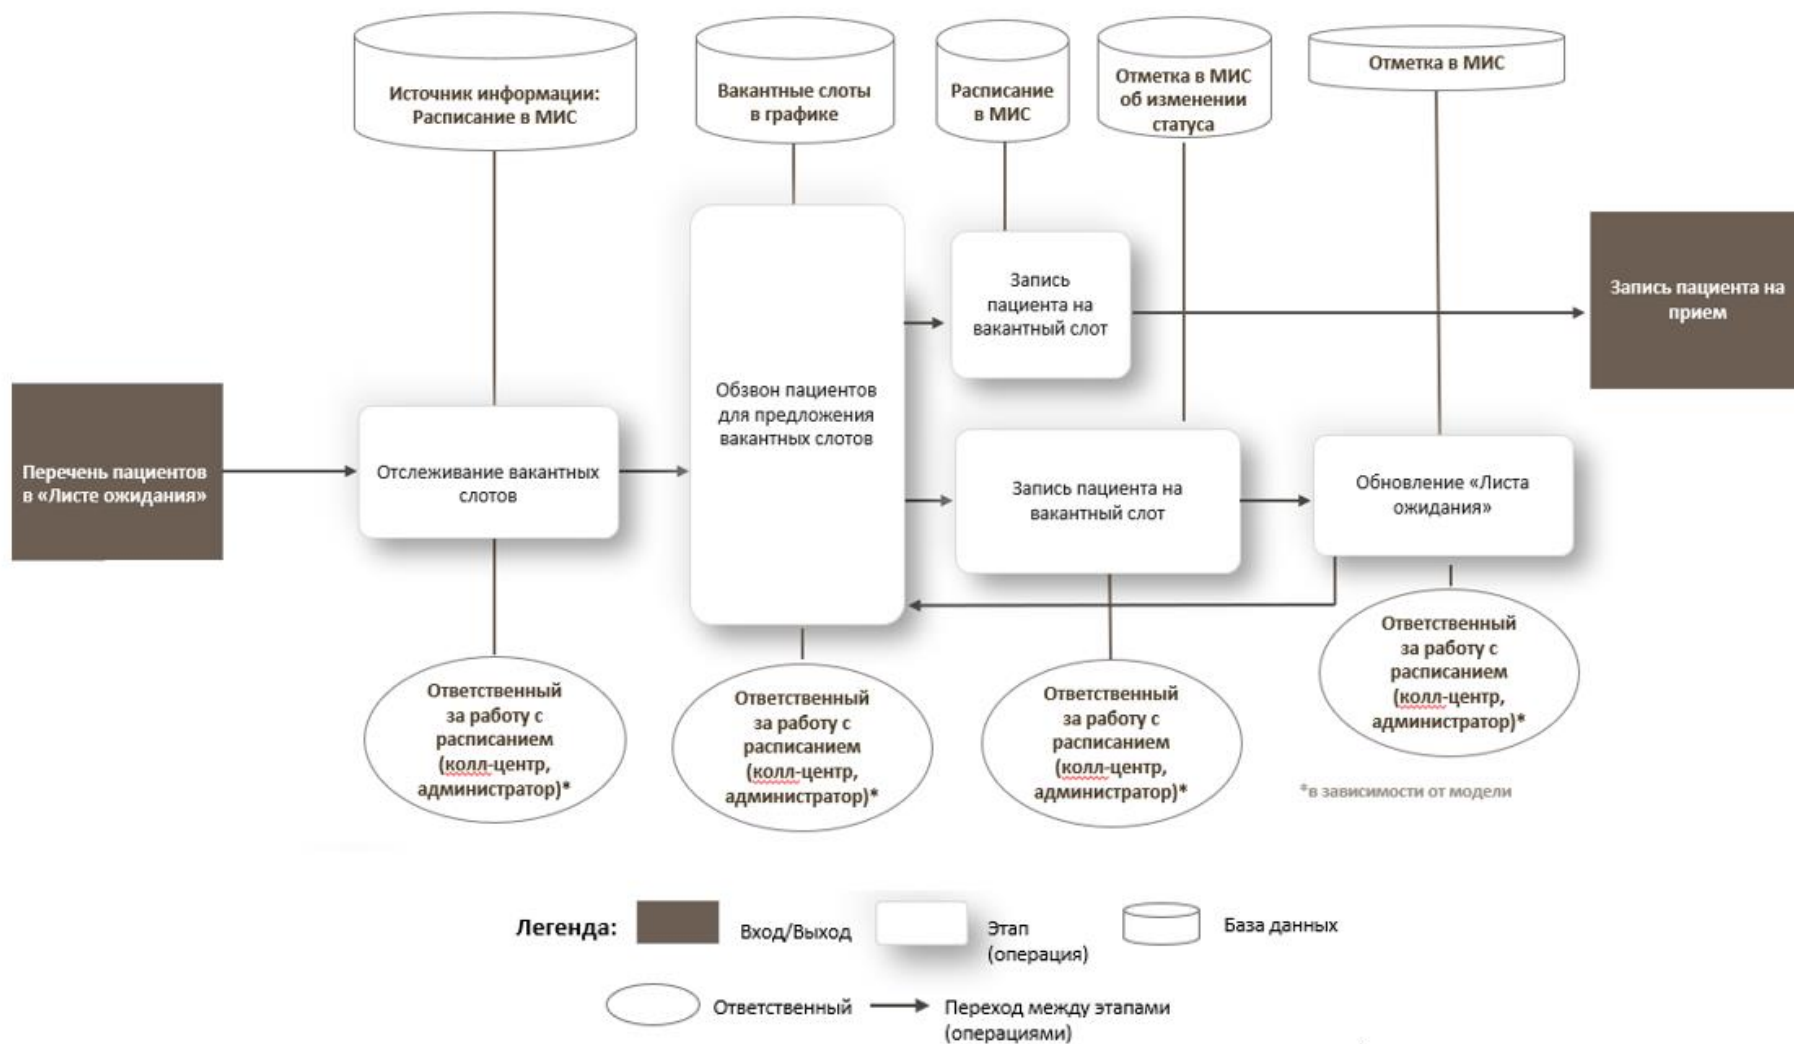 Источник информации:
Расписание в МИС
Вакантные слоты
в графике
Расписание
в МИС
Отметка в МИС
об изменении
статуса
Отметка в МИС
Перечень пациентов
в «Листе ожидания»
Отслеживание вакантных
слотов
Обзвон пациентов
для предложения
вакантных слотов
Запись
пациента на
вакантный слот
Запись пациента на
прием
Запись пациента на
вакантный слот
Обновление «Листа
ожидания»
Ответственный
за работу с
расписанием
(колл-центр,
администратор)*
Ответственный
за работу с
расписанием
(колл-центр,
администратор)*
Ответственный
за работу с
расписанием
(колл-центр,
администратор)*
Ответственный
за работу с
расписанием
(колл-центр,
администратор)*
*в зависимости от модели
Легенда:
Вход/Выход
Этап
(операция)
База данных
Ответственный
Переход между этапами
(операциями)